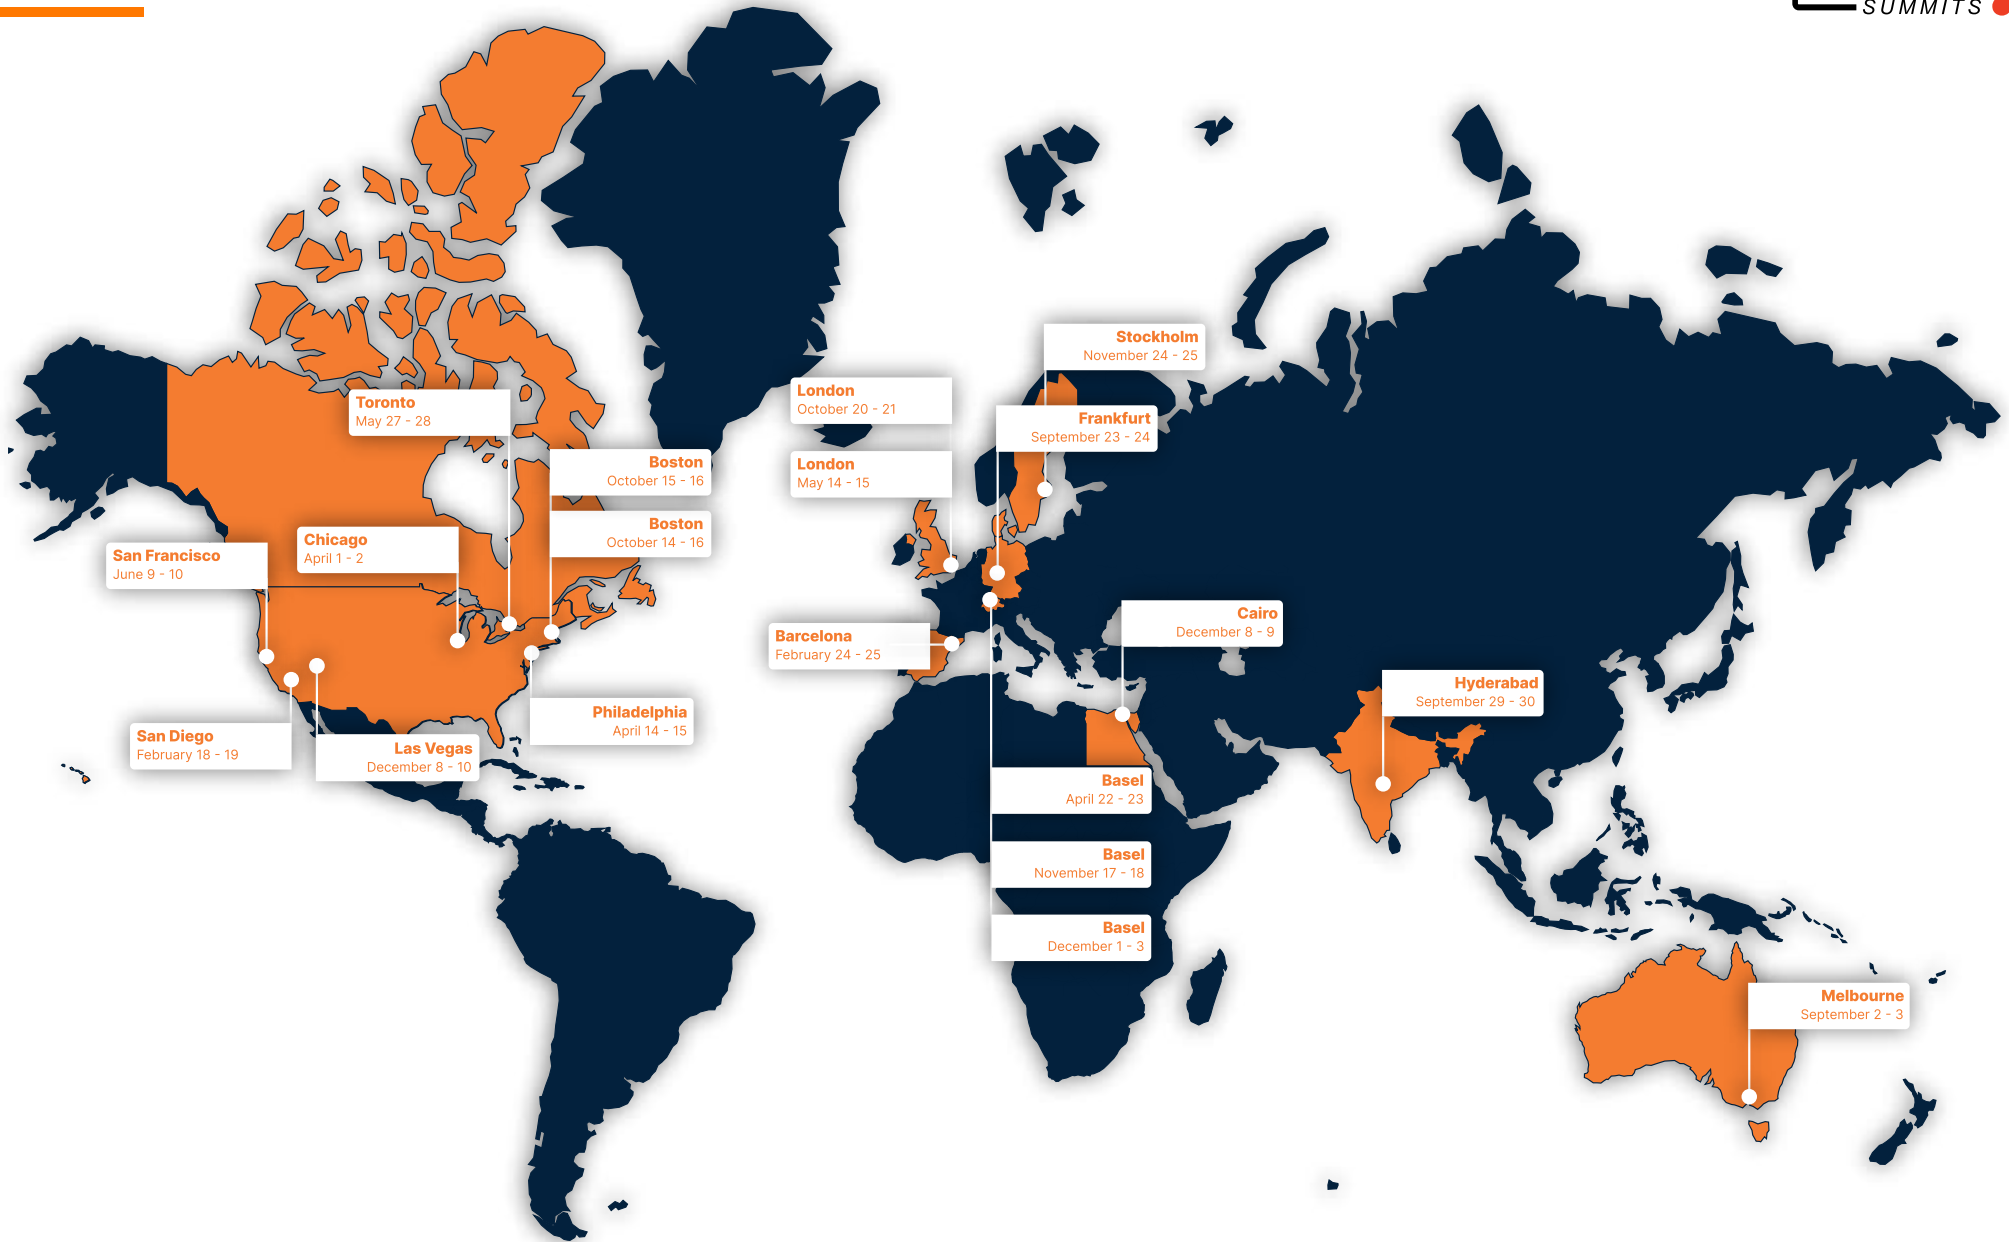 SUMMITS
Stockholm
November 24 - 25
London
October 20 - 21
Toronto
May 27 - 28
Frankfurt
September 23 - 24
Boston
October 15 - 16
London
May 14 - 15
Boston
October 14 - 16
Chicago
April 1 - 2
San Francisco
June 9 - 10
Cairo
December 8 - 9
Barcelona
February 24 - 25
Hyderabad
September 29 - 30
Philadelphia
April 14 - 15
San Diego
February 18 - 19
Las Vegas
December 8 - 10
Basel
April 22 - 23
Basel
November 17 - 18
Basel
December 1 - 3
Melbourne
September 2 - 3